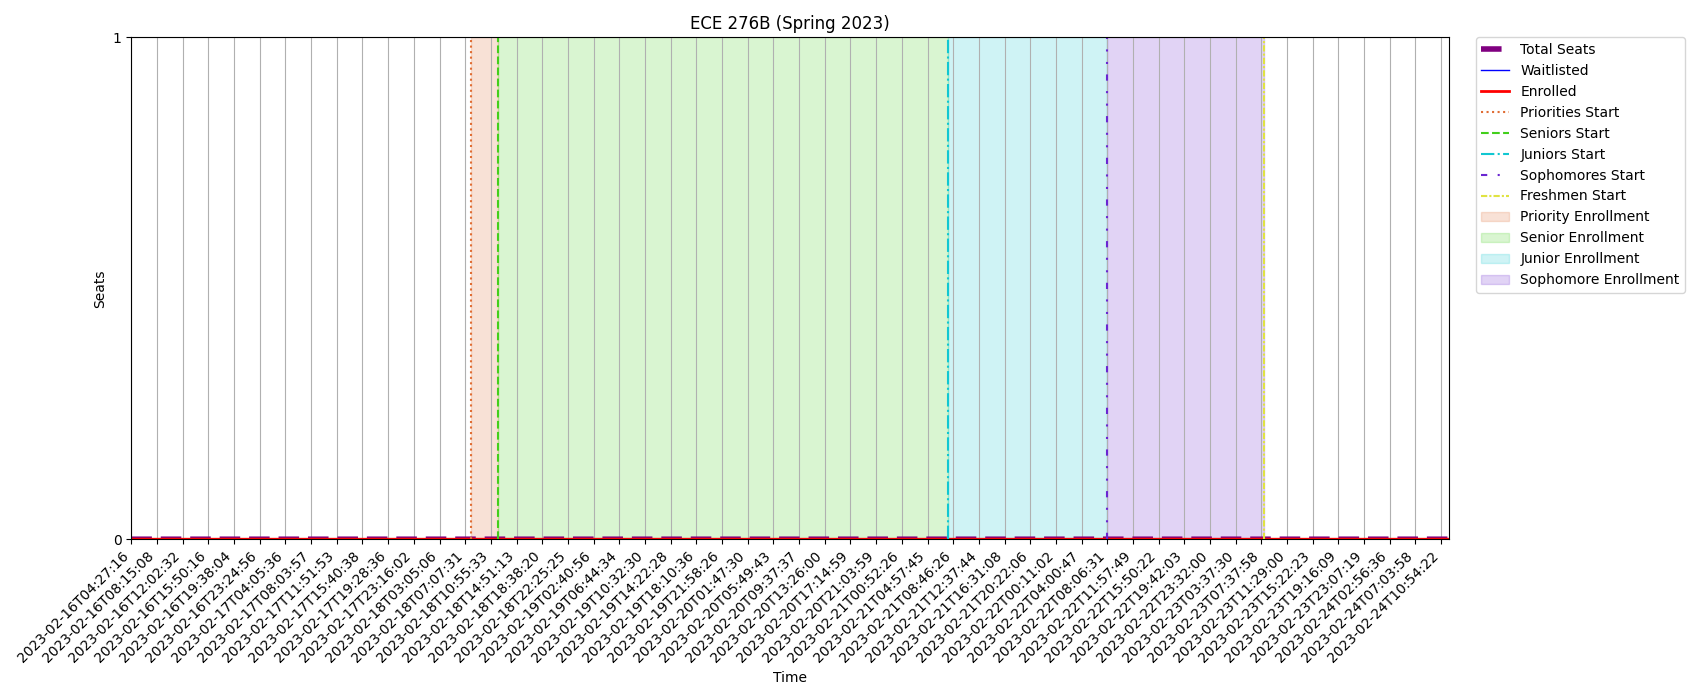 ECE 276B (Spring 2023)
1
0
Seats
2023-02-16T04:27:16
2023-02-16T08:15:08
2023-02-16T12:02:32
2023-02-16T15:50:16
2023-02-16T19:38:04
2023-02-16T23:24:56
2023-02-17T04:05:36
2023-02-17T08:03:57
2023-02-17T11:51:53
2023-02-17T15:40:38
2023-02-17T19:28:36
2023-02-17T23:16:02
2023-02-18T03:05:06
2023-02-18T07:07:31
2023-02-18T10:55:33
2023-02-18T14:51:13
2023-02-18T18:38:20
2023-02-18T22:25:25
2023-02-19T02:40:56
2023-02-19T06:44:34
2023-02-19T10:32:30
2023-02-19T14:22:28
2023-02-19T18:10:36
2023-02-19T21:58:26
2023-02-20T01:47:30
2023-02-20T05:49:43
2023-02-20T09:37:37
2023-02-20T13:26:00
2023-02-20T17:14:59
2023-02-20T21:03:59
2023-02-21T00:52:26
2023-02-21T04:57:45
2023-02-21T08:46:26
2023-02-21T12:37:44
2023-02-21T16:31:08
2023-02-21T20:22:06
2023-02-22T00:11:02
2023-02-22T04:00:47
2023-02-22T08:06:31
2023-02-22T11:57:49
2023-02-22T15:50:22
2023-02-22T19:42:03
2023-02-22T23:32:00
2023-02-23T03:37:30
2023-02-23T07:37:58
2023-02-23T11:29:00
2023-02-23T15:22:23
2023-02-23T19:16:09
2023-02-23T23:07:19
2023-02-24T02:56:36
2023-02-24T07:03:58
2023-02-24T10:54:22
Time
Total Seats
Waitlisted
Enrolled
Priorities Start
Seniors Start
Juniors Start
Sophomores Start
Freshmen Start
Priority Enrollment
Senior Enrollment
Junior Enrollment
Sophomore Enrollment